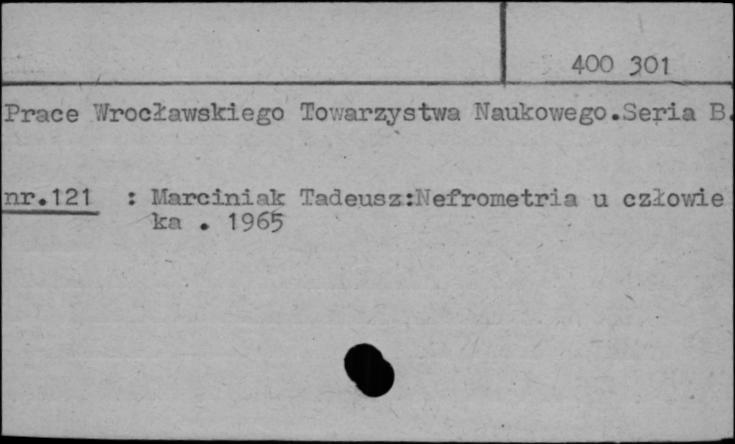 400 301
Prace Wrocławskiego Towarzystwa Naukowego.Seria B.
nr.121 : Marciniak Tadeusz:Nefrometria u człowie
ka . 1965